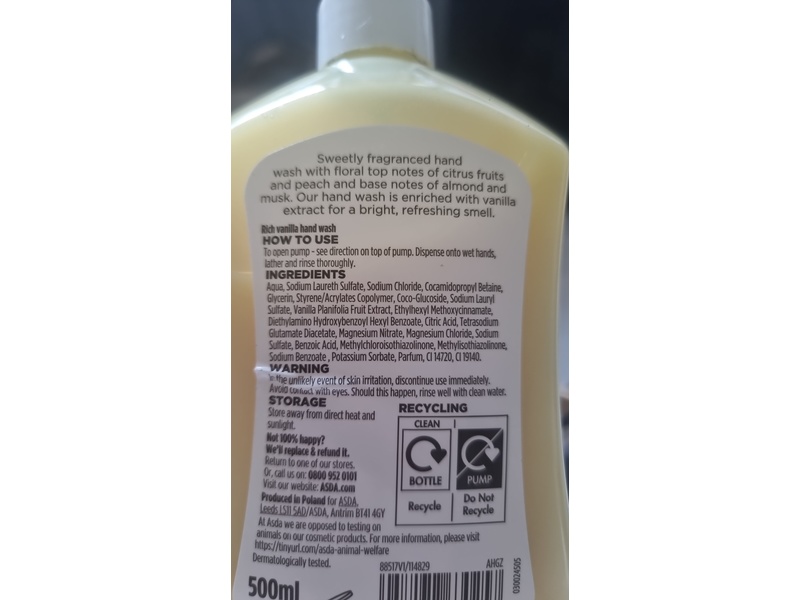 Sweetly fragranced hand
wash with floral top notes of citrus fruits
and peach and base notes of almond and
musk. Our hand wash is enriched with vanilla
extract for a bright, refreshing smell.
Rich vanilla hand wash
HOW TO USE
To open pump - see direction on top of pump. Dispense onto wet hands,
lather and rinse thoroughly.
INGREDIENTS
Aqua, Sodium Laureth Sulfate, Sodium Chloride, Cocamidopropyl Betaine,
Glycerin, Styrene/Acrylates Copolymer, Coco-Glucoside, Sodium Lauryl
Sulfate, Vanilla Planifolia Fruit Extract, Ethylhexyl Methoxycinnamate,
Diethylamino Hydroxybenzoyl Hexyl Benzoate, Citric Acid, Tetrasodium
Glutamate Diacetate, Magnesium Nitrate, Magnesium Chloride, Sodium
Sulfate, Benzoic Acid, Methylchloroisothiazolinone, Methylisothiazolinone,
Sodium Benzoate , Potassium Sorbate, Parfum, CI 14720, CI 19140.
WARNING
In the unlikely event of skin irritation, discontinue use immediately.
Avoid contact with eyes. Should this happen, rinse well with clean water.
STORAGE
Store away from direct heat and
sunlight.
Not 100% happy?
We'll replace & refund it.
Return to one of our stores.
Or, call us on: 0800 952 0101
Visit our website: ASDA.com
Produced in Poland for ASDA,
Leeds LS11 5AD/ASDA, Antrim BT41 4GY
RECYCLING
CLEAN
BOTTLE
PUMP
Recycle
Do Not
Recycle
At Asda we are opposed to testing on
animals on our cosmetic products. For more information, please visit
https://tinyurl.com/asda-animal-welfare
Dermatologically tested.
88517V1/114829
AHGZ
030024505
500ml